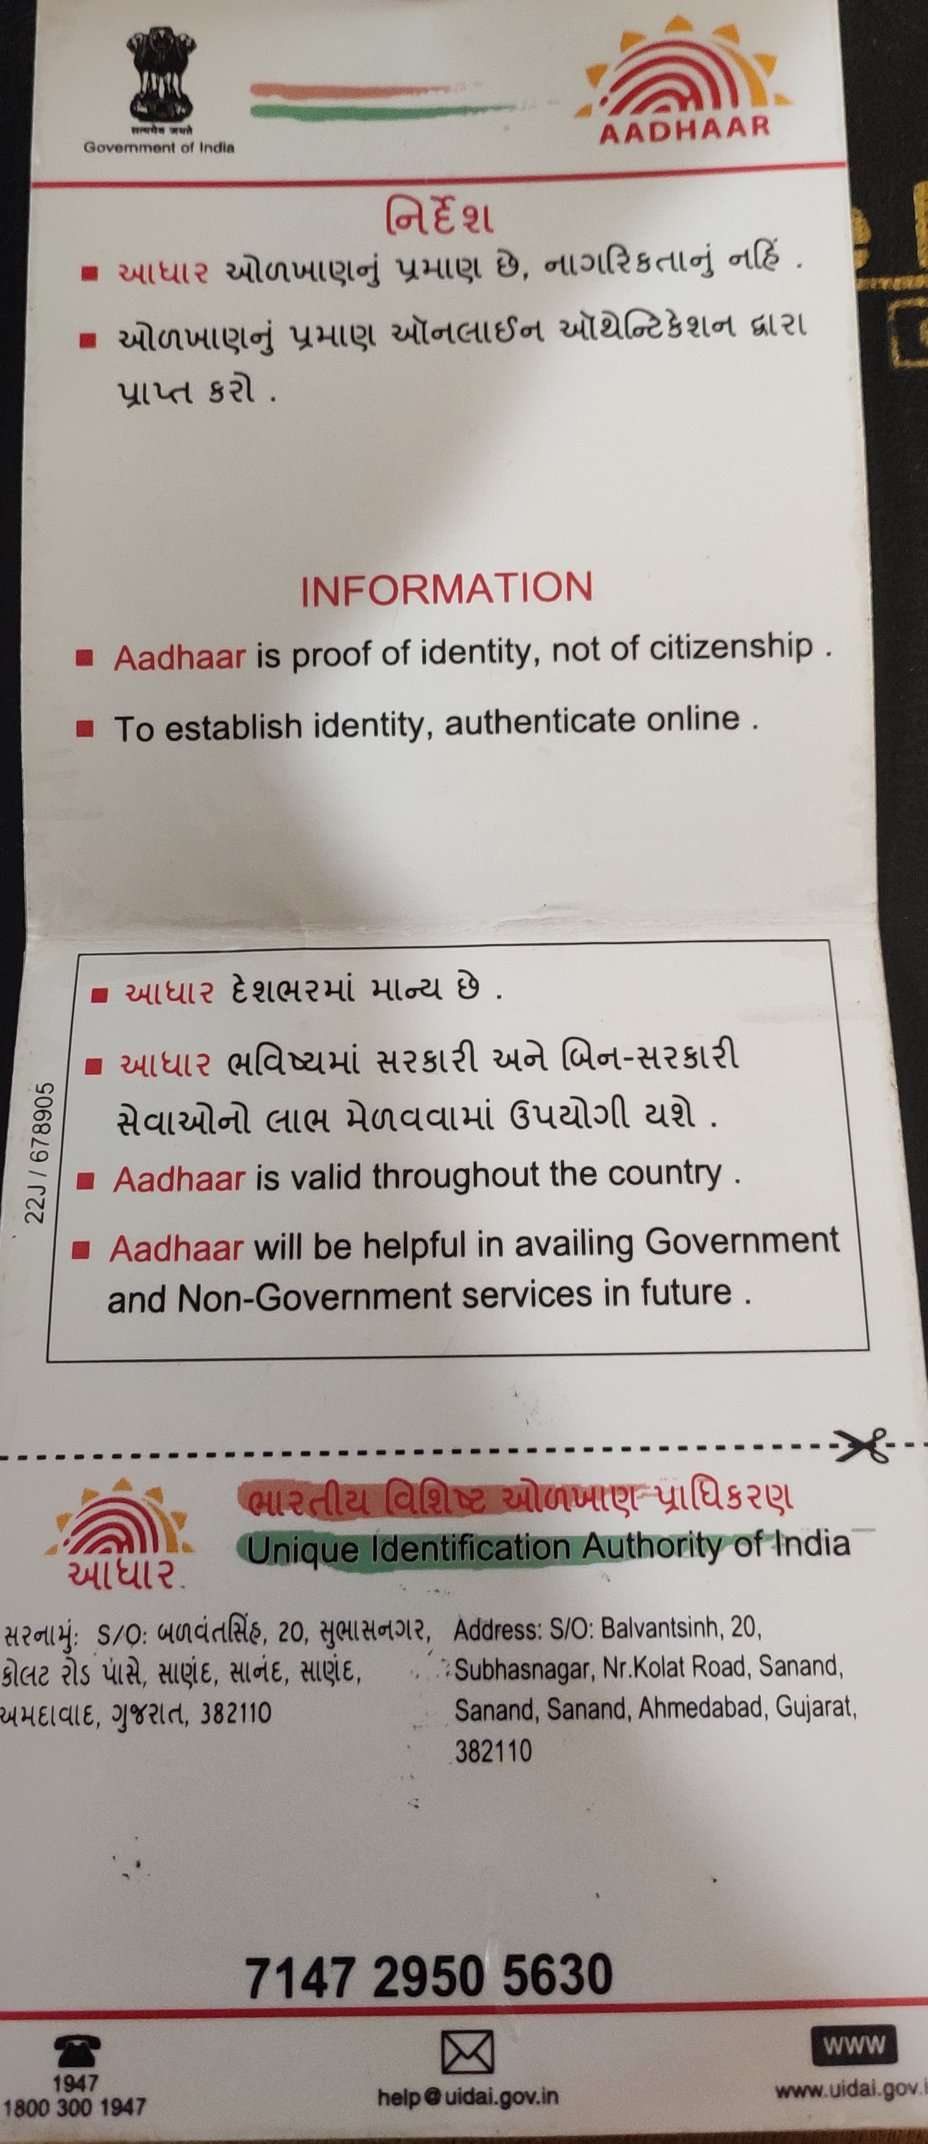 सत्यमेव जयते
Government of India
AADHAAR
નિર્દેશ
■ આધાર ઓળખાણનું પ્રમાણ છે, નાગરિકતાનું નહિં .
■ ઓળખાણનું પ્રમાણ ઑનલાઈન ઑથેન્ટિકેશન દ્વારા
પ્રાપ્ત કરો .
INFORMATION
■ Aadhaar is proof of identity, not of citizenship .
■ To establish identity, authenticate online .
■ આધાર દેશભરમાં માન્ય છે .
■ આધાર ભવિષ્યમાં સરકારી અને બિન-સરકારી
સેવાઓનો લાભ મેળવવામાં ઉપયોગી થશે .
■ Aadhaar is valid throughout the country .
■ Aadhaar will be helpful in availing Government
and Non-Government services in future .
22J / 678905
ભારતીય વિશિષ્ટ ઓળખાણ પ્રાધિકરણ
Unique Identification Authority of India
આધાર
સરનામું: S/O: બળવંતસિંહ, 20, સુભાસનગર,
કોલટ રોડ પાસે, સાણંદ, સાનંદ, સાણંદ,
અમદાવાદ, ગુજરાત, 382110
Address: S/O: Balvantsinh, 20,
Subhasnagar, Nr.Kolat Road, Sanand,
Sanand, Sanand, Ahmedabad, Gujarat,
382110
7147 2950 5630
1947
1800 300 1947
help@uidai.gov.in
www
www.uidai.gov.i